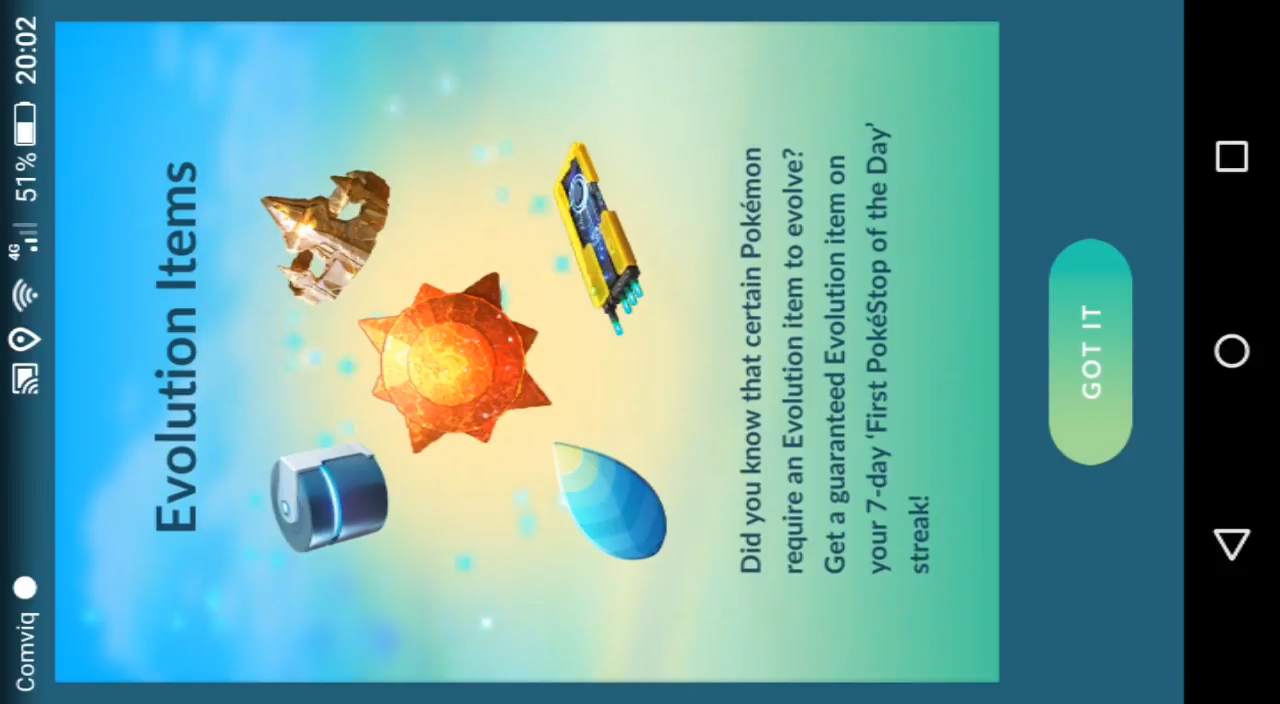 Comviq 4G 51% 20:02
Evolution Items
Did you know that certain Pokémon
require an Evolution item to evolve?
Get a guaranteed Evolution item on
your 7-day ‘First PokéStop of the Day’
streak!
GOT IT